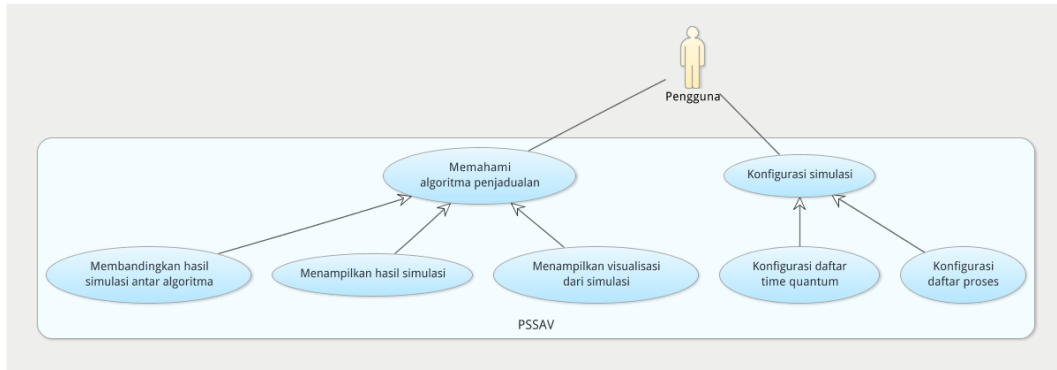 Pengguna
Memahami
algoritma penjadualan
Konfigurasi simulasi
Membandingkan hasil
simulasi antar algoritma
Menampilkan hasil simulasi
Menampilkan visualisasi
dari simulasi
Konfigurasi daftar
time quantum
Konfigurasi
daftar proses
PSSAV